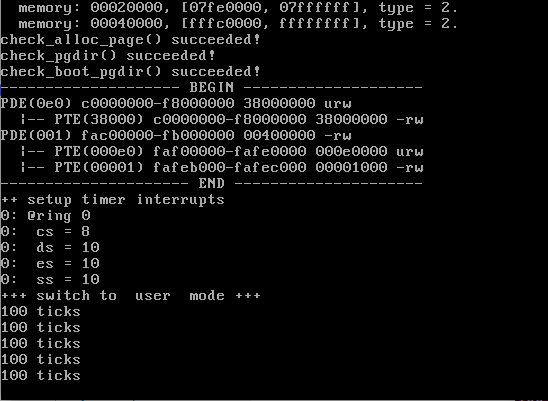 memory: 00020000, [07fe0000, 07ffffff], type = 2.
memory: 00040000, [fffc0000, ffffffff], type = 2.
check_alloc_page() succeeded!
check_pgdir() succeeded!
check_boot_pgdir() succeeded!
-------------------- BEGIN --------------------
PDE(0e0) c0000000-f8000000 38000000 urw
|-- PTE(38000) c0000000-f8000000 38000000 -rw
PDE(001) fac00000-fb000000 00400000 -rw
|-- PTE(000e0) faf00000-fafe0000 000e0000 urw
|-- PTE(00001) fafeb000-fafec000 00001000 -rw
--------------------- END ---------------------
++ setup timer interrupts
0: @ring 0
0:  cs = 8
0:  ds = 10
0:  es = 10
0:  ss = 10
+++ switch to  user  mode +++
100 ticks
100 ticks
100 ticks
100 ticks
100 ticks